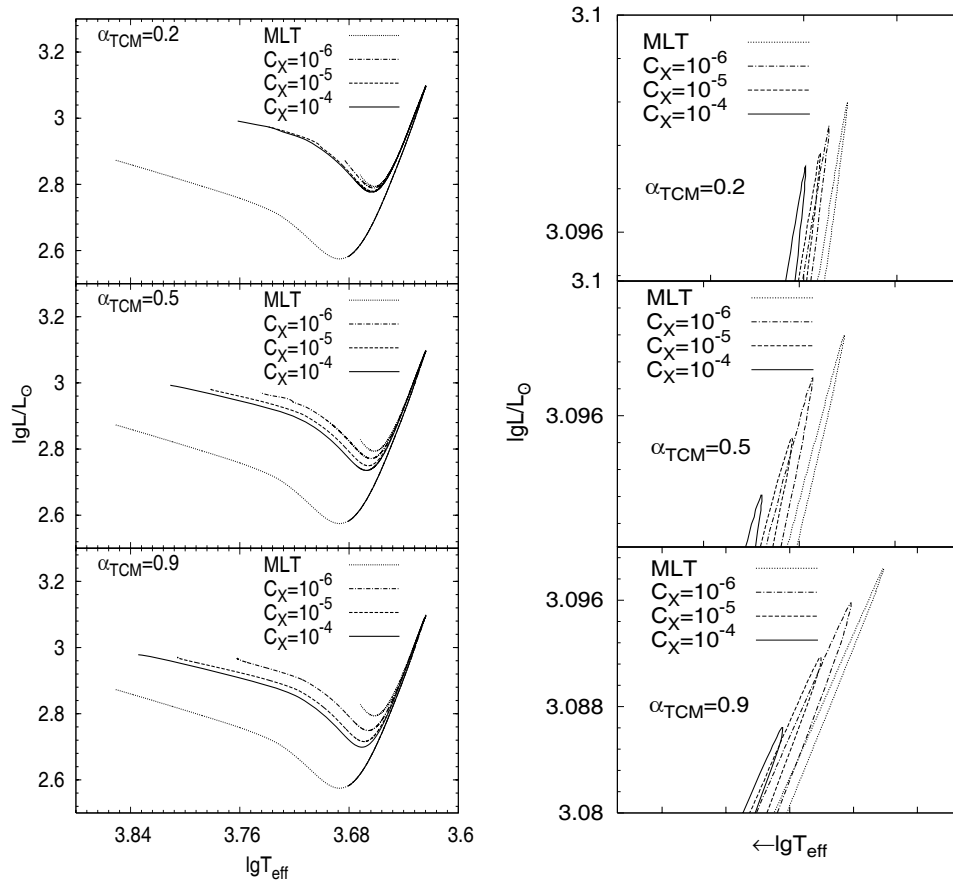 α_TCM=0.2
MLT
C_X=10^-6
C_X=10^-5
C_X=10^-4
3.2
3
2.8
2.6
α_TCM=0.5
MLT
C_X=10^-6
C_X=10^-5
C_X=10^-4
3.2
3
2.8
2.6
lgL/L_⊙
α_TCM=0.9
MLT
C_X=10^-6
C_X=10^-5
C_X=10^-4
3.2
3
2.8
2.6
3.84
3.76
3.68
3.6
lgT_eff
3.1
MLT
C_X=10^-6
C_X=10^-5
C_X=10^-4
α_TCM=0.2
3.096
3.1
MLT
C_X=10^-6
C_X=10^-5
C_X=10^-4
3.096
α_TCM=0.5
lgL/L_⊙
MLT
C_X=10^-6
C_X=10^-5
C_X=10^-4
3.096
3.088
α_TCM=0.9
3.08
←lgT_eff